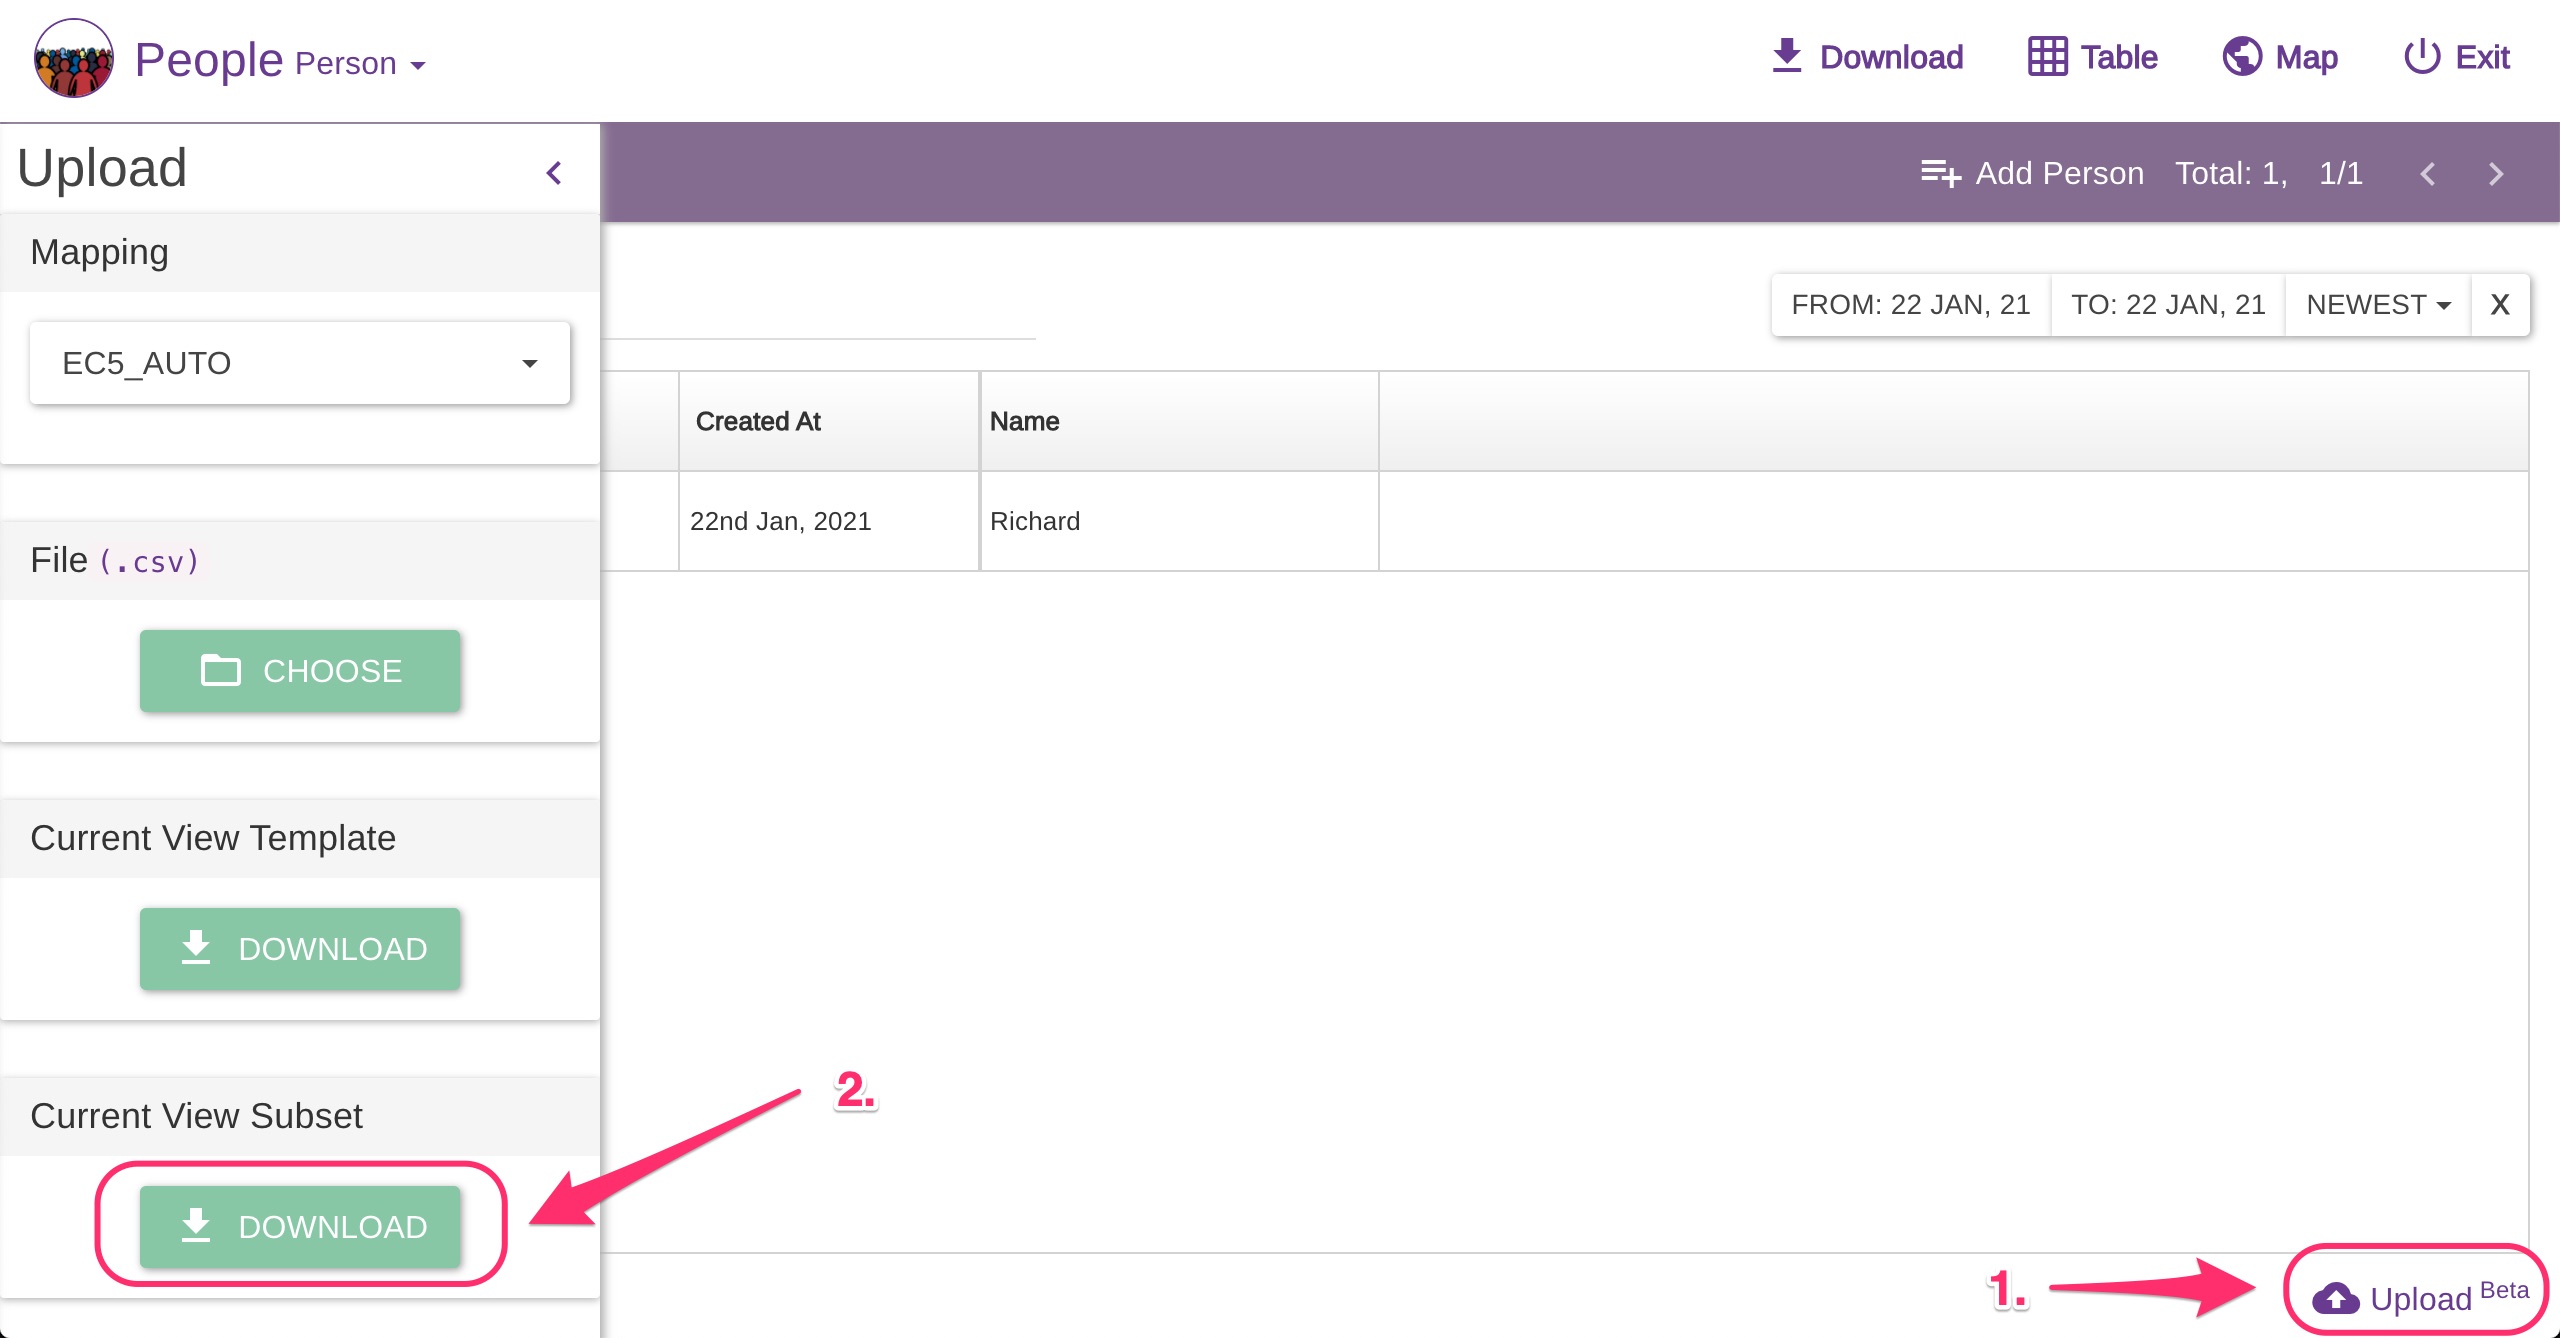 People Person
Download Table Map Exit
Upload
Add Person Total: 1, 1/1
Mapping
EC5_AUTO
FROM: 22 JAN, 21 TO: 22 JAN, 21 NEWEST X
Created At Name
22nd Jan, 2021 Richard
File (.csv)
CHOOSE
Current View Template
DOWNLOAD
2.
Current View Subset
DOWNLOAD
1.
Upload Beta